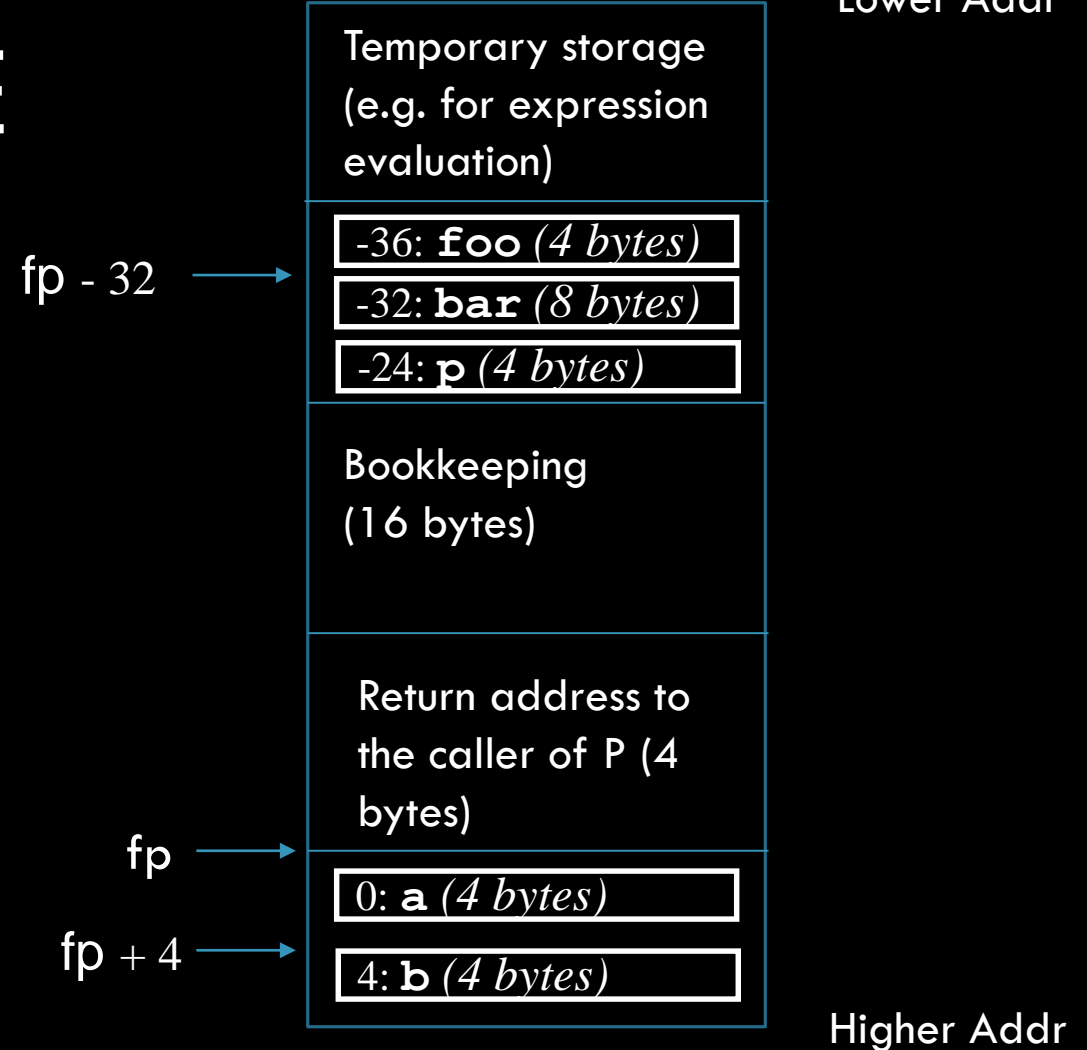 Lower Addr
Temporary storage
(e.g. for expression
evaluation)
-36: foo (4 bytes)
fp - 32
-32: bar (8 bytes)
-24: p (4 bytes)
Bookkeeping
(16 bytes)
Return address to
the caller of P (4
bytes)
fp
0: a (4 bytes)
fp + 4
4: b (4 bytes)
Higher Addr